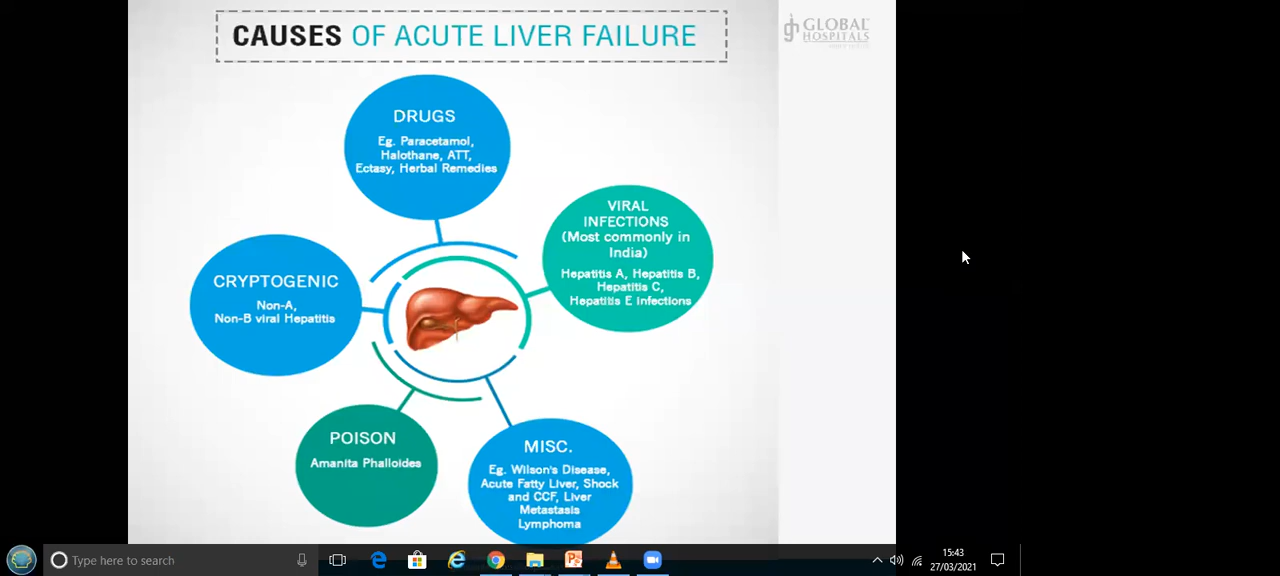 CAUSES OF ACUTE LIVER FAILURE
GLOBAL
HOSPITALS
DRUGS
Eg. Paracetamol,
Halothane, ATT,
Ectasy, Herbal Remedies
VIRAL
INFECTIONS
(Most commonly in
India)
Hepatitis A, Hepatitis B,
Hepatitis C,
Hepatitis E infections
CRYPTOGENIC
Non-A,
Non-B viral Hepatitis
POISON
Amanita Phalloides
MISC.
Eg. Wilson's Disease,
Acute Fatty Liver, Shock
and CCF, Liver
Metastasis
Lymphoma
Type here to search
15:43
27/03/2021